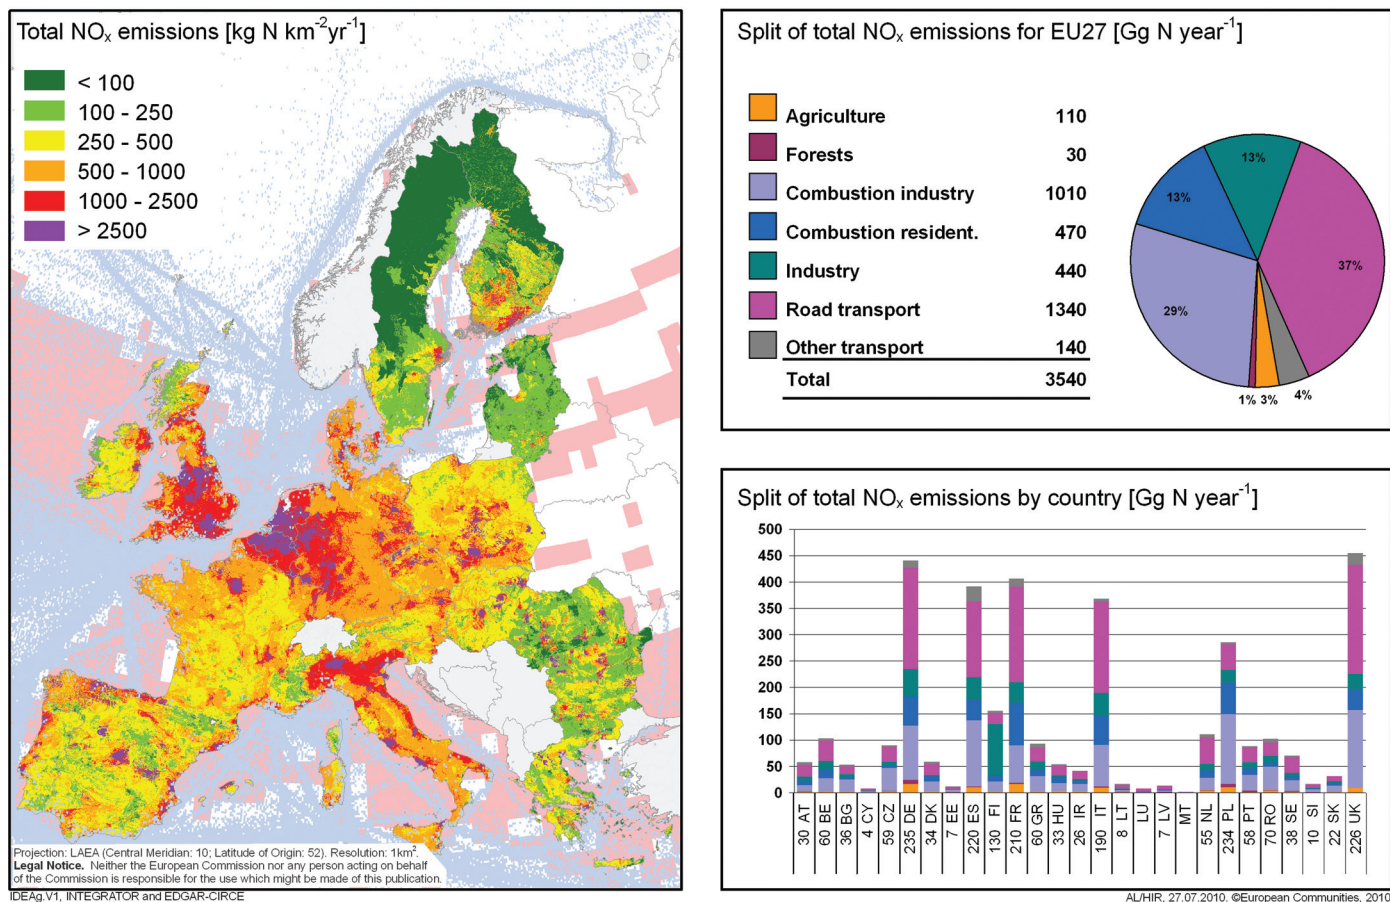 Total NOₓ emissions [kg N km⁻²yr⁻¹]
< 100
100 - 250
250 - 500
500 - 1000
1000 - 2500
> 2500
Projection: LAEA (Central Meridian: 10; Latitude of Origin: 52). Resolution: 1km².
Legal Notice. Neither the European Commission nor any person acting on behalf
of the Commission is responsible for the use which might be made of this publication.
IDEAg.V1, INTEGRATOR and EDGAR-CIRCE
Split of total NOₓ emissions for EU27 [Gg N year⁻¹]
Agriculture 110
Forests 30
Combustion industry 1010
Combustion resident. 470
Industry 440
Road transport 1340
Other transport 140
Total 3540
13%
13%
37%
29%
1%
3%
4%
Split of total NOₓ emissions by country [Gg N year⁻¹]
500
450
400
350
300
250
200
150
100
50
0
30 AT
60 BE
36 BG
4 CY
59 CZ
235 DE
34 DK
7 EE
220 ES
130 FI
210 FR
60 GR
33 HU
26 IR
190 IT
8 LT
LU
7 LV
MT
55 NL
234 PL
58 PT
70 RO
38 SE
10 SI
22 SK
226 UK
AL/HIR, 27.07.2010. ©European Communities, 2010